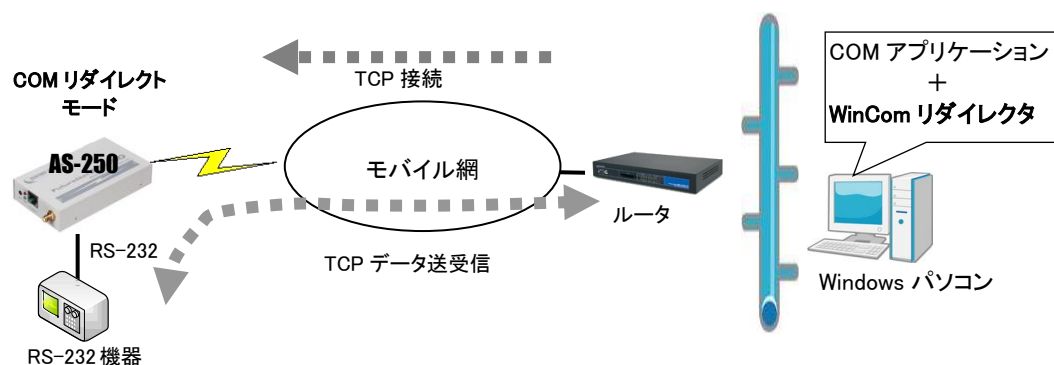 COM リダイレクト
モード
AS-250
RS-232
RS-232 機器
TCP 接続
モバイル網
TCP データ送受信
ルータ
COM アプリケーション
+
WinCom リダイレクタ
Windows パソコン